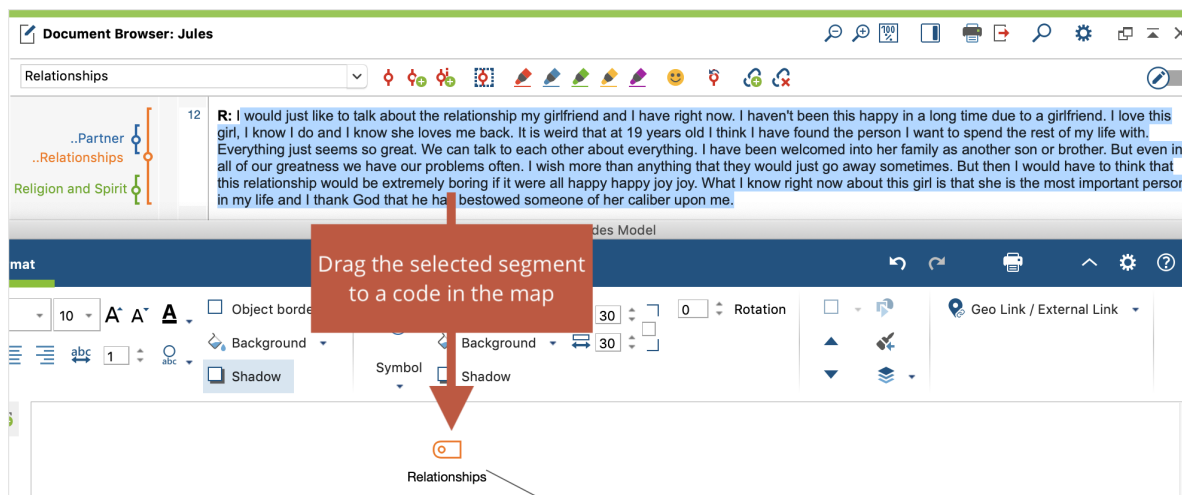 Document Browser: Jules
100
%
Relationships
12
R: I would just like to talk about the relationship my girlfriend and I have right now. I haven't been this happy in a long time due to a girlfriend. I love this
girl, I know I do and I know she loves me back. It is weird that at 19 years old I think I have found the person I want to spend the rest of my life with.
Everything just seems so great. We can talk to each other about everything. I have been welcomed into her family as another son or brother. But even in
all of our greatness we have our problems often. I wish more than anything that they would just go away sometimes. But then I would have to think that
this relationship would be extremely boring if it were all happy happy joy joy. What I know right now about this girl is that she is the most important person
in my life and I thank God that he has bestowed someone of her caliber upon me.
..Partner
..Relationships
Religion and Spirit
des Model
mat
Drag the selected segment
to a code in the map
10
A
A
A
Object borde
30
0
Rotation
Geo Link / External Link
Background
Background
30
abc
1
abc
Shadow
Symbol
Shadow
Relationships